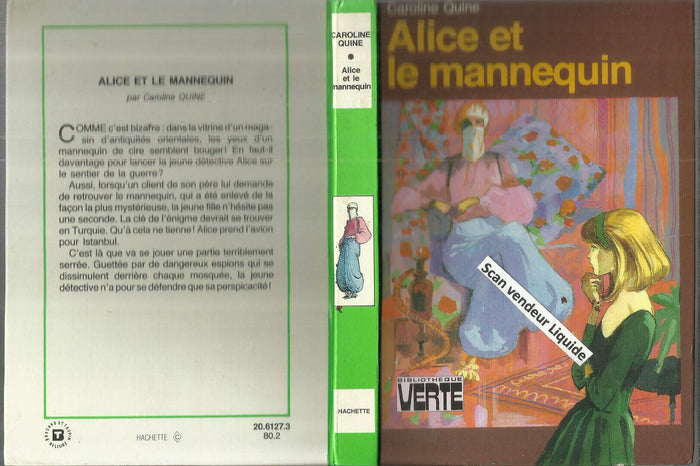 ALICE ET LE MANNEQUIN
par Caroline QUINE
COMME c'est bizarre : dans la vitrine d'un maga-
sin d'antiquités orientales, les yeux d'un
mannequin de cire semblent bouger! En faut-il
davantage pour lancer la jeune détective Alice sur
le sentier de la guerre ?
Aussi, lorsqu'un client de son père lui demande
de retrouver le mannequin, qui a été enlevé de la
façon la plus mystérieuse, la jeune fille n'hésite pas
une seconde. La clé de l'énigme devrait se trouver
en Turquie. Qu'à cela ne tienne! Alice prend l'avion
pour Istanbul.
C'est là que va se jouer une partie terriblement
serrée. Guettée par de dangereux espions qui se
dissimulent derrière chaque mosquée, la jeune
détective n'a pour se défendre que sa perspicacité!
HACHETTE C
20.6127.3
80.2
CAROLINE
QUINE
Alice
et le
mannequin
HACHETTE
Caroline Quine
Alice et
le mannequin
Scan vendeur Liquide
BIBLIOTHEQUE
VERTE